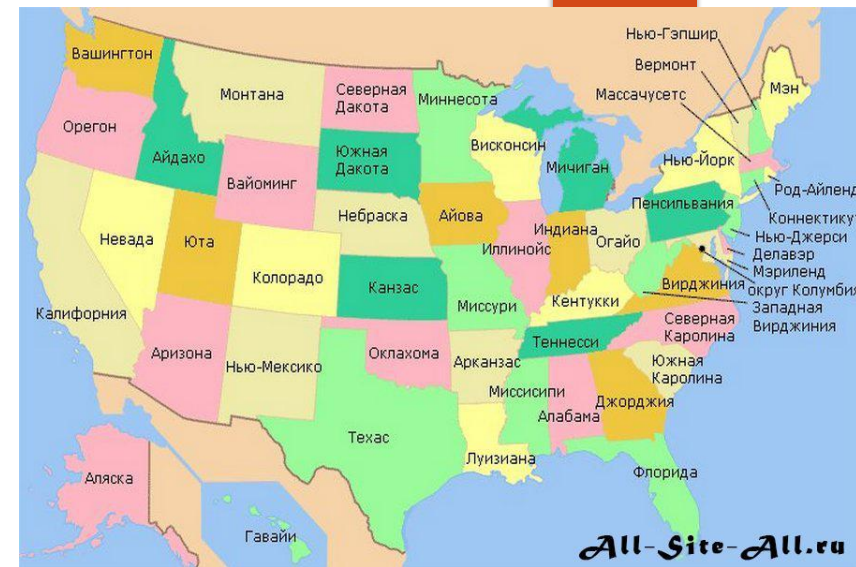 Нью-Гэпшир
Вермонт
Массачусетс
Мэн
Вашингтон
Монтана
Северная
Дакота
Миннесота
Орегон
Айдахо
Южная
Дакота
Висконсин
Мичиган
Нью-Йорк
Вайоминг
Род-Айленд
Пенсильвания
Коннектикут
Небраска
Айова
Невада
Юта
Индиана
Огайо
Иллинойс
Нью-Джерси
Делавэр
Мэриленд
Колорадо
Канзас
Вирджиния
округ Колумбия
Калифорния
Миссури
Кентукки
Западная
Вирджиния
Северная
Каролина
Теннесси
Аризона
Нью-Мексико
Оклахома
Арканзас
Южная
Каролина
Миссисипи
Алабама
Джорджия
Техас
Луизиана
Флорида
Аляска
Гавайи
All-Site-All.ru